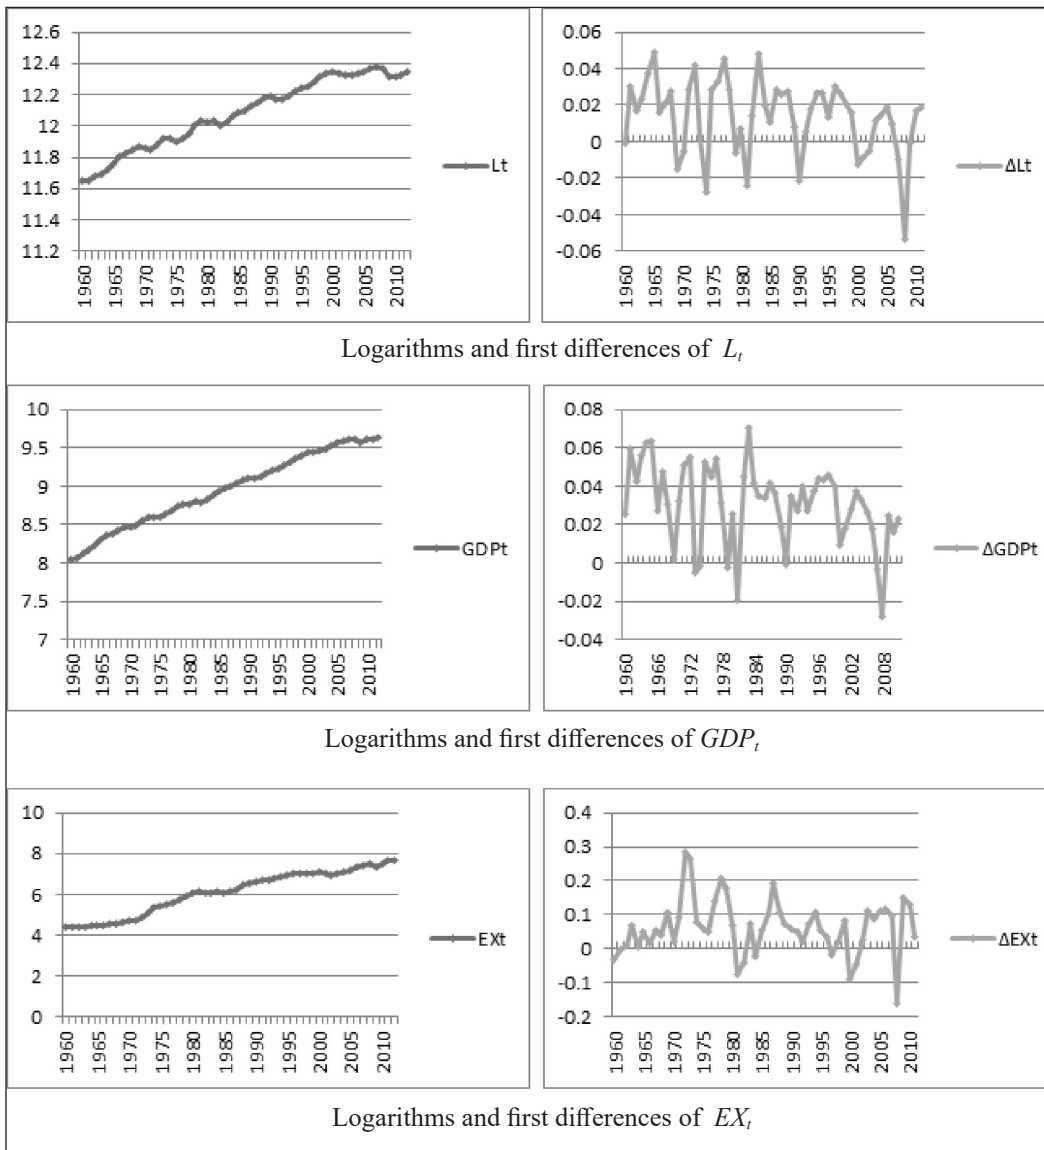 12.6
12.4
12.2
12
11.8
11.6
11.4
11.2
1960 1965 1970 1975 1980 1985 1990 1995 2000 2005 2010
Lt
0.06
0.04
0.02
0
-0.02
-0.04
-0.06
1960 1965 1970 1975 1980 1985 1990 1995 2000 2005 2010
ΔLt
Logarithms and first differences of Lt
10
9.5
9
8.5
8
7.5
7
1960 1965 1970 1975 1980 1985 1990 1995 2000 2005 2010
GDPt
0.08
0.06
0.04
0.02
0
-0.02
-0.04
1960 1966 1972 1978 1984 1990 1996 2002 2008
ΔGDPt
Logarithms and first differences of GDPt
10
8
6
4
2
0
1960 1965 1970 1975 1980 1985 1990 1995 2000 2005 2010
EXt
0.4
0.3
0.2
0.1
0
-0.1
-0.2
1960 1965 1970 1975 1980 1985 1990 1995 2000 2005 2010
ΔEXt
Logarithms and first differences of EXt